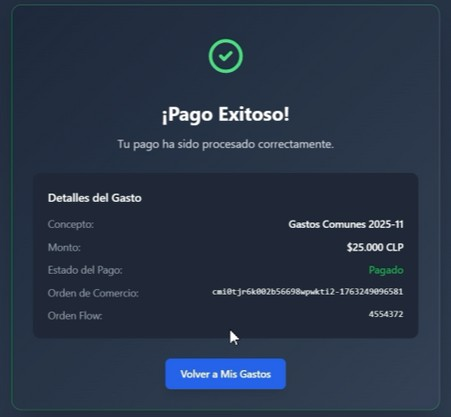 ¡Pago Exitoso!
Tu pago ha sido procesado correctamente.
Detalles del Gasto
Concepto: Gastos Comunes 2025-11
Monto: $25.000 CLP
Estado del Pago: Pagado
Orden de Comercio: cmi0tjr6k002b56698wpwkti2-1763249096581
Orden Flow: 4554372
Volver a Mis Gastos